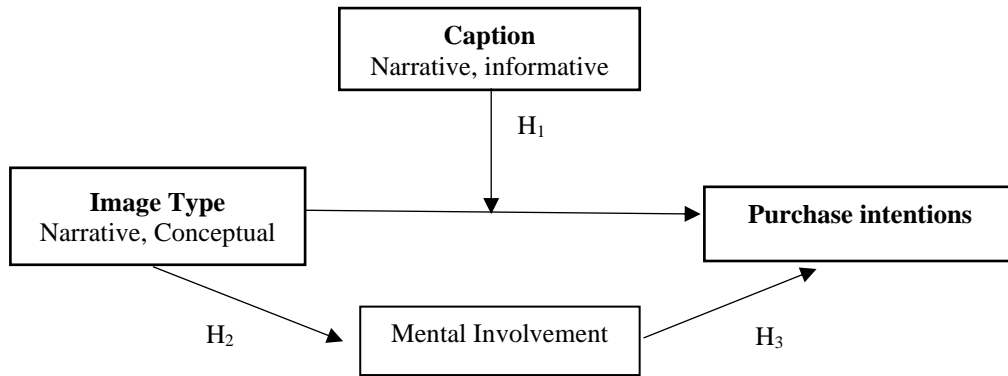 Caption
Narrative, informative
H₁
Image Type
Narrative, Conceptual
Purchase intentions
Mental Involvement
H₂
H₃